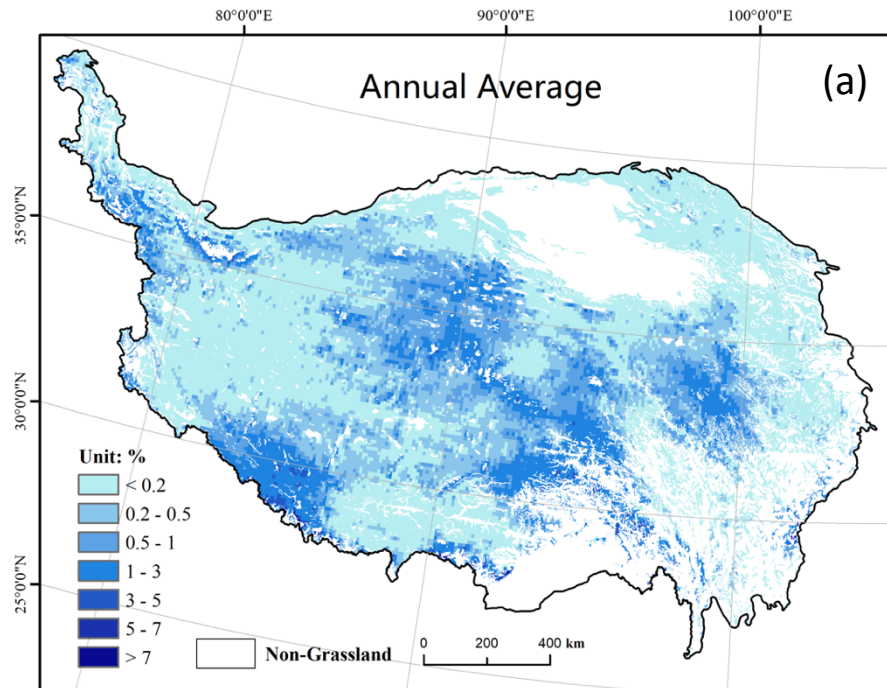 80°0'0"E
90°0'0"E
100°0'0"E
Annual Average
(a)
35°0'0"N
30°0'0"N
25°0'0"N
Unit: %
< 0.2
0.2 - 0.5
0.5 - 1
1 - 3
3 - 5
5 - 7
> 7
Non-Grassland
0 200 400 km